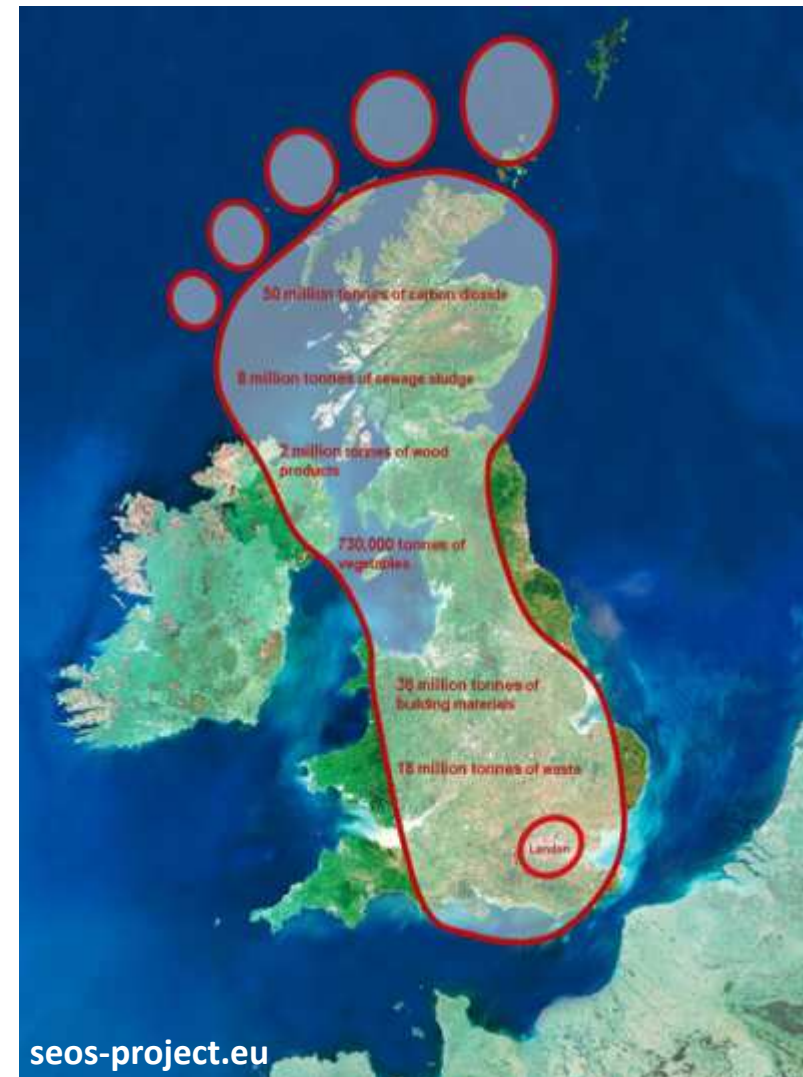 50 million tonnes of carbon dioxide
8 million tonnes of sewage sludge
2 million tonnes of wood
products
730,000 tonnes of
vegetables
36 million tonnes of
building materials
18 million tonnes of waste
London
seos-project.eu